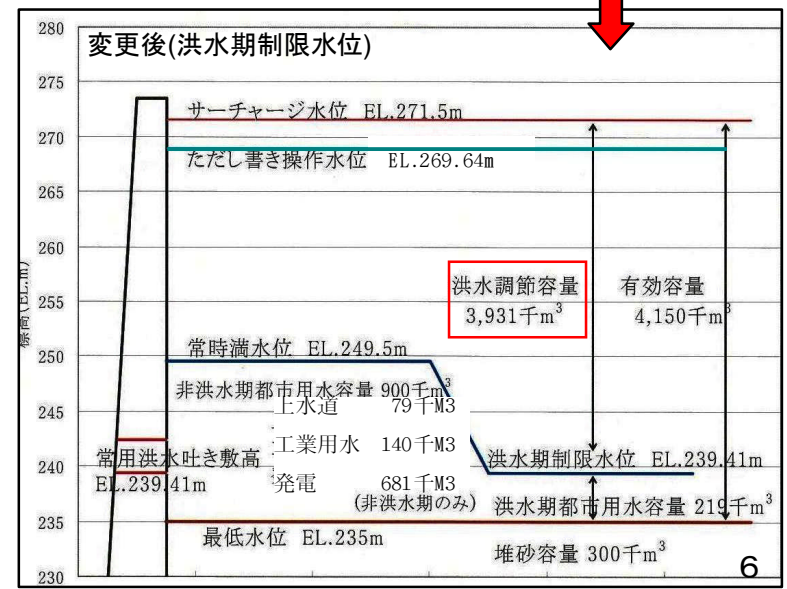 変更後(洪水期制限水位)
280
275
270
265
260
255
250
245
240
235
230
標高(EL.m)
サーチャージ水位 EL.271.5m
ただし書き操作水位 EL.269.64m
洪水調節容量
3,931千m³
有効容量
4,150千m³
常時満水位 EL.249.5m
非洪水期都市用水容量 900千m³
上水道 79千M3
工業用水 140千M3
発電 681千M3
(非洪水期のみ)
常用洪水吐き敷高
EL.239.41m
洪水期制限水位 EL.239.41m
洪水期都市用水容量 219千m³
最低水位 EL.235m
堆砂容量 300千m³
6